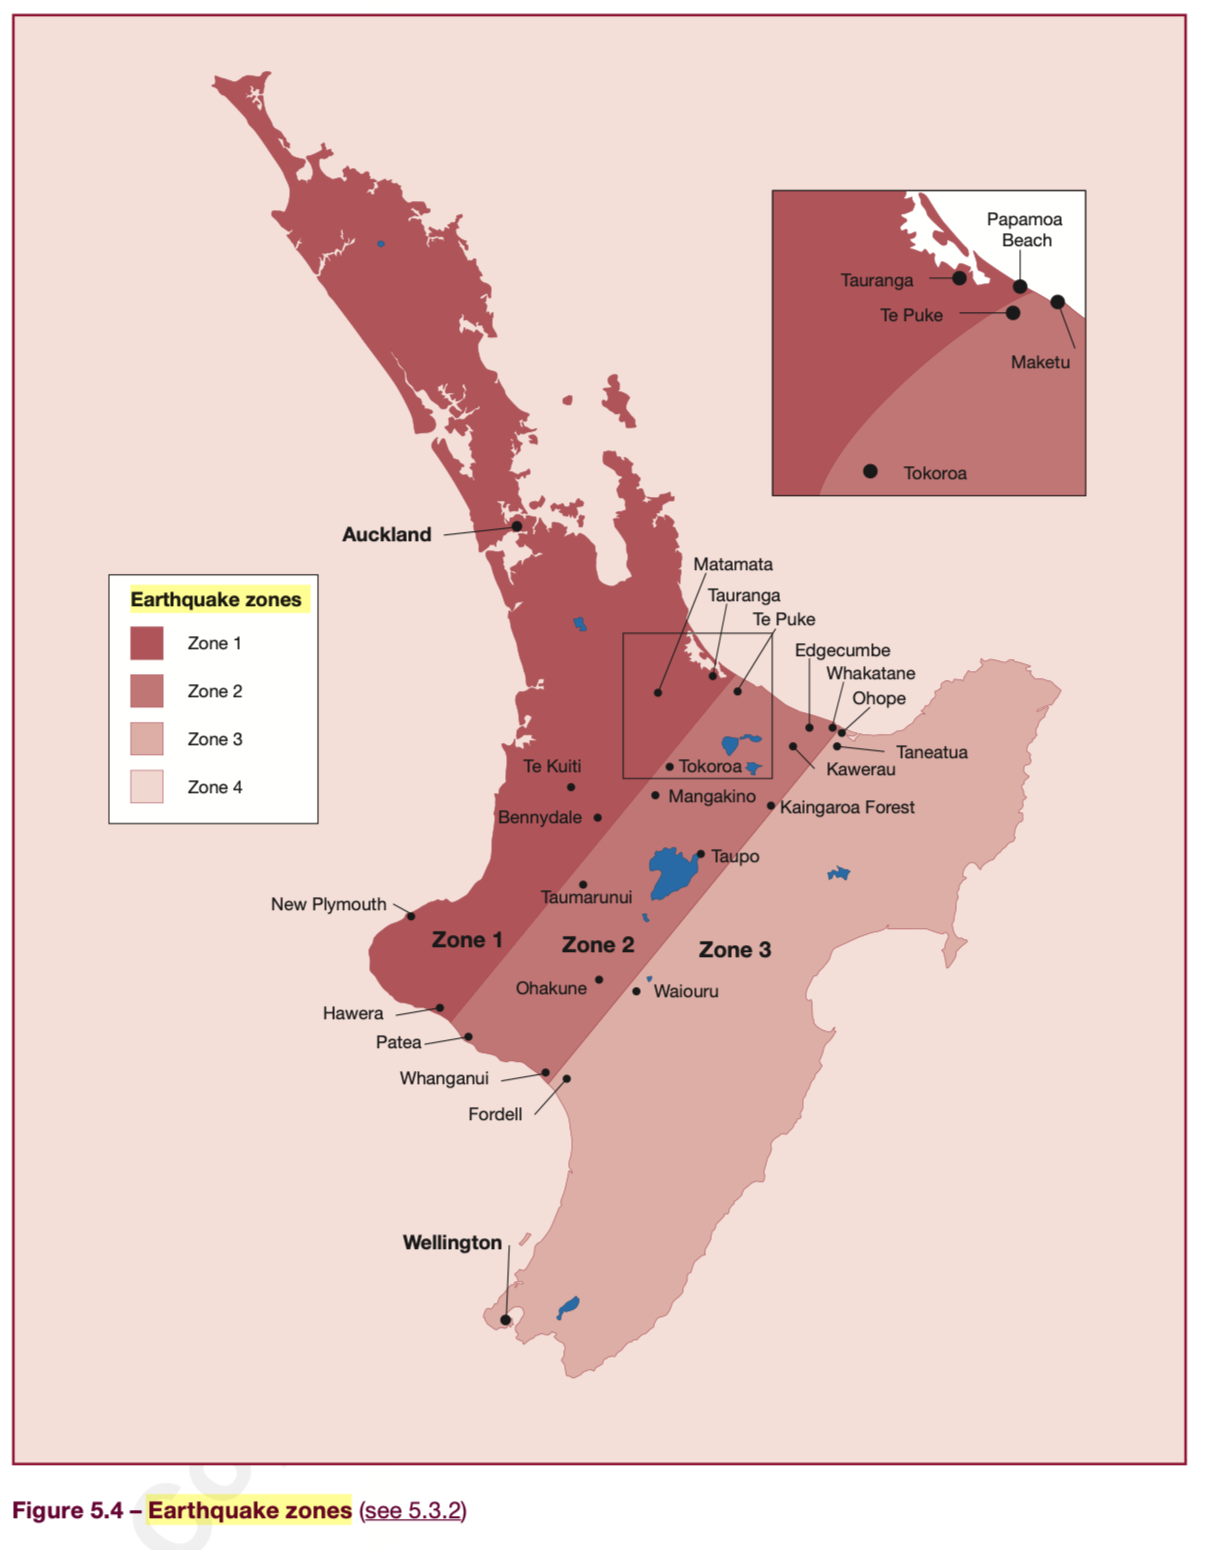 Papamoa
Beach
Tauranga
Te Puke
Maketu
Tokoroa
Auckland
Matamata
Tauranga
Te Puke
Edgecumbe
Whakatane
Ohope
Taneatua
Kawerau
Earthquake zones
Zone 1
Zone 2
Zone 3
Zone 4
Te Kuiti
Tokoroa
Mangakino
Kaingaroa Forest
Bennydale
Taupo
Taumarunui
New Plymouth
Zone 1
Zone 2
Zone 3
Ohakune
Waiouru
Hawera
Patea
Whanganui
Fordell
Wellington
Figure 5.4 – Earthquake zones (see 5.3.2)